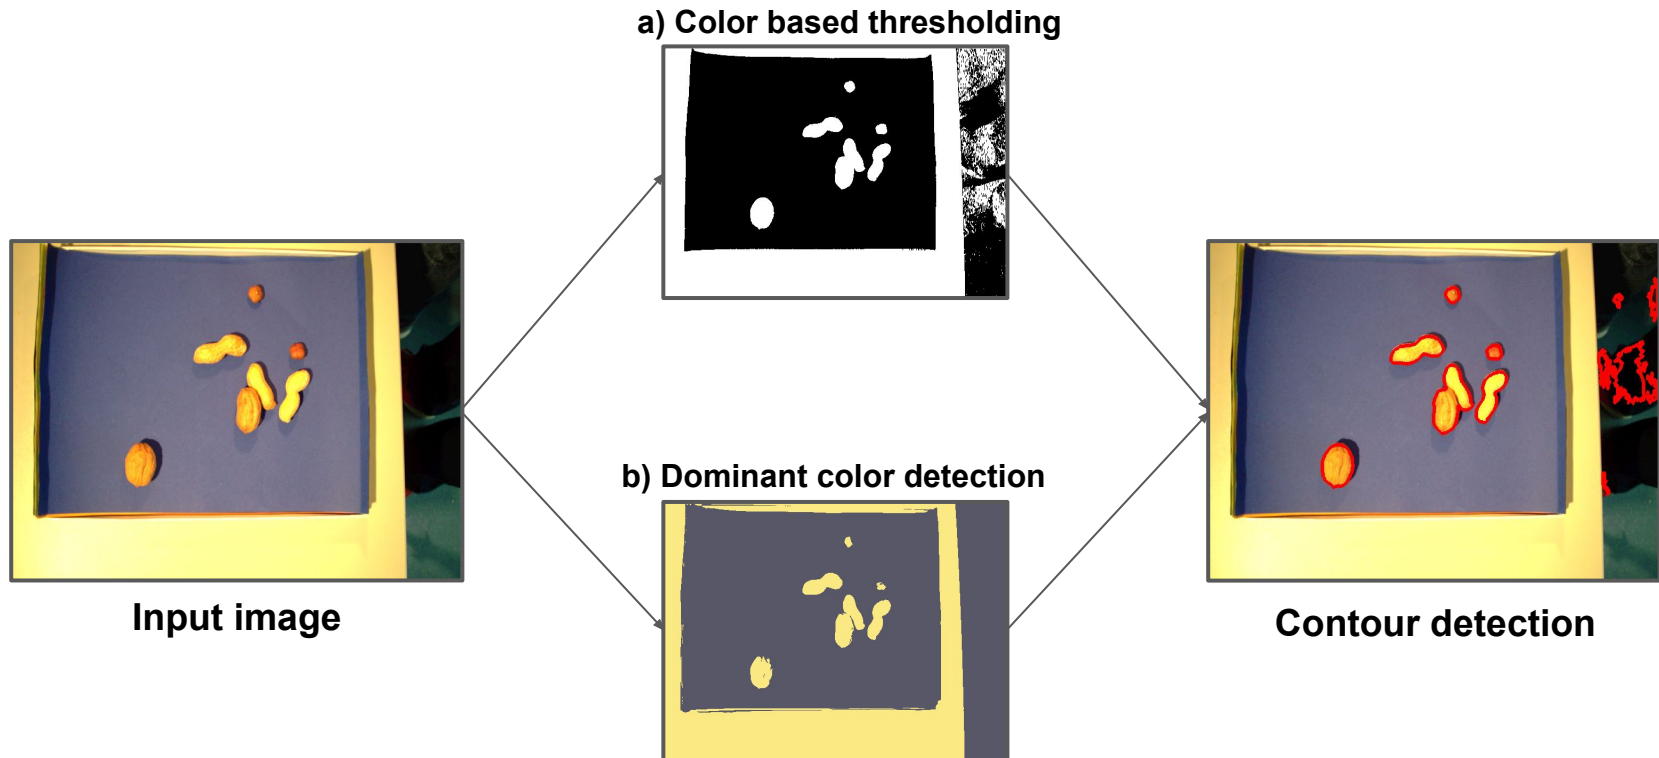 a) Color based thresholding
Input image
b) Dominant color detection
Contour detection